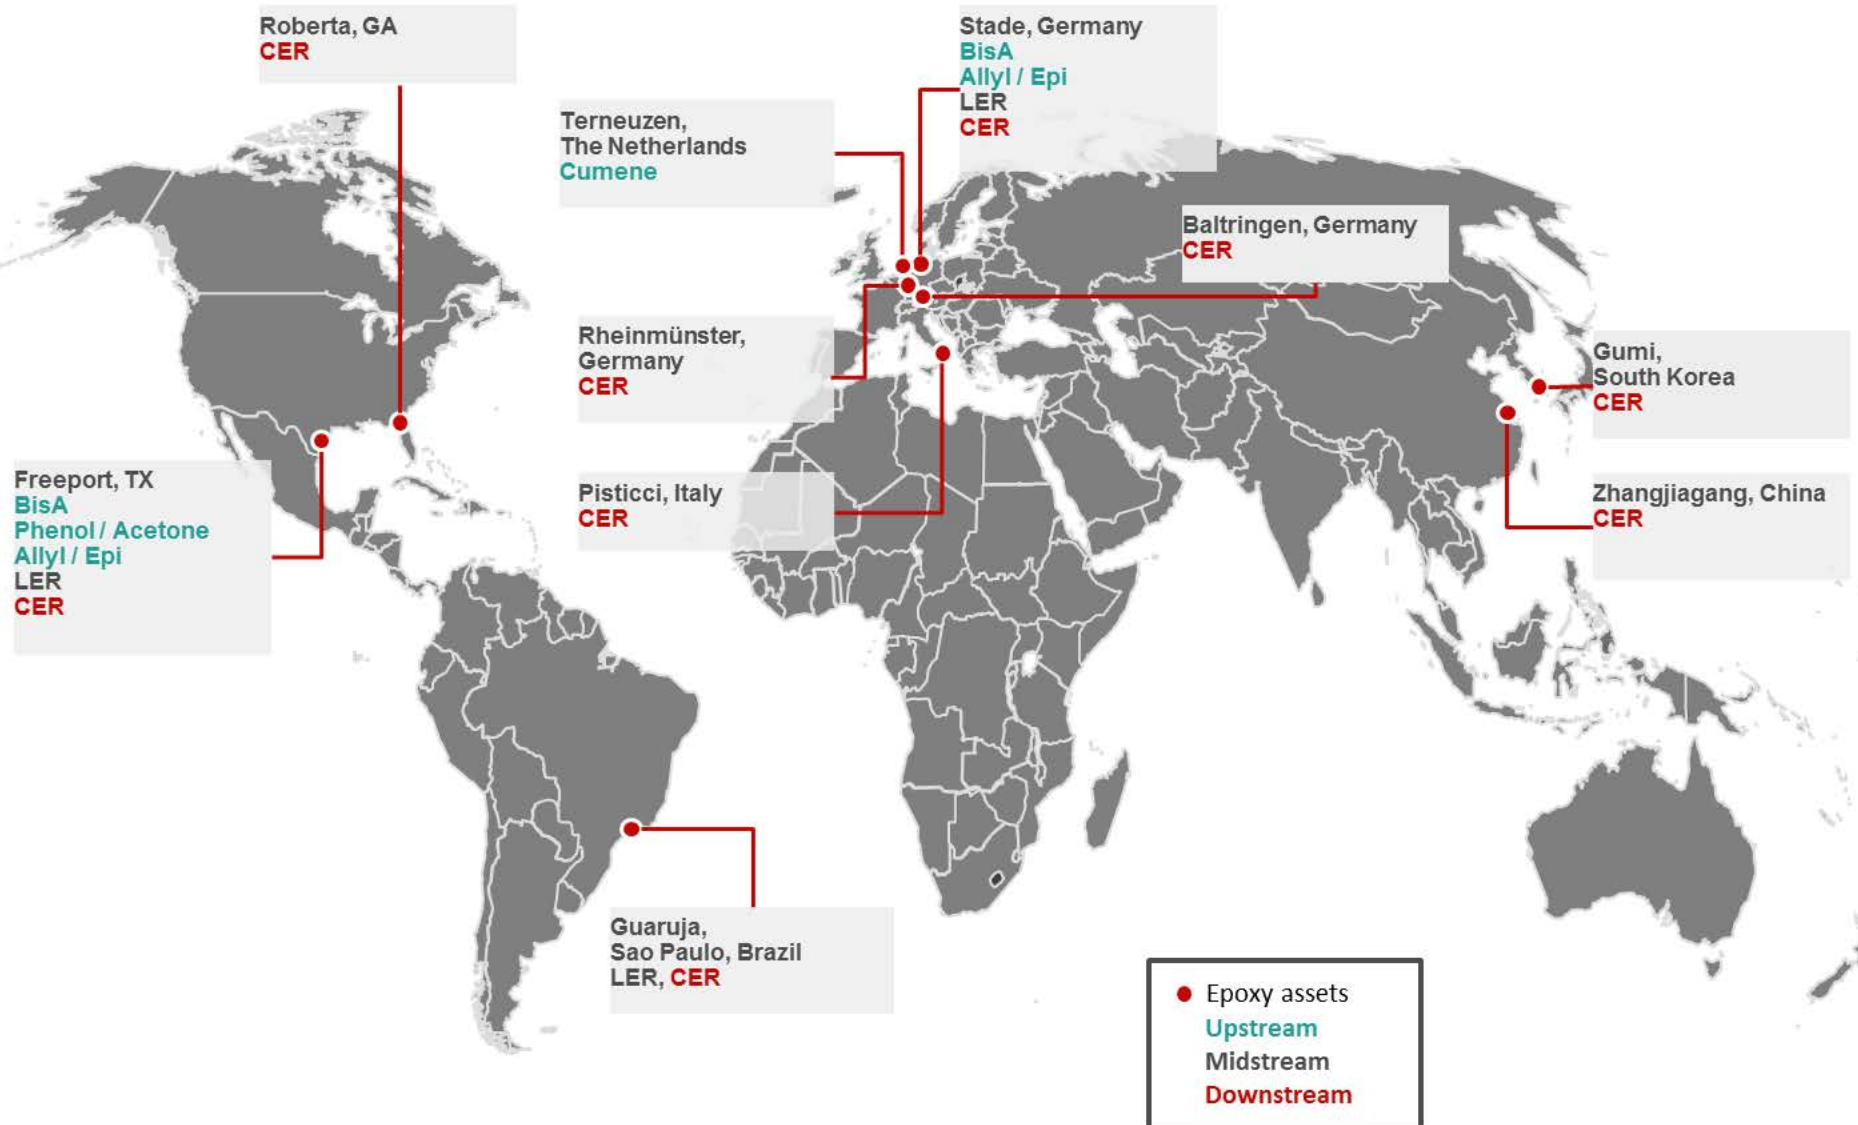 Roberta, GA
CER
Stade, Germany
BisA
Allyl / Epi
LER
CER
Terneuzen,
The Netherlands
Cumene
Baltringen, Germany
CER
Rheinmünster,
Germany
CER
Gumi,
South Korea
CER
Freeport, TX
BisA
Phenol / Acetone
Allyl / Epi
LER
CER
Pisticci, Italy
CER
Zhangjiagang, China
CER
Guaruja,
Sao Paulo, Brazil
LER, CER
Epoxy assets
Upstream
Midstream
Downstream